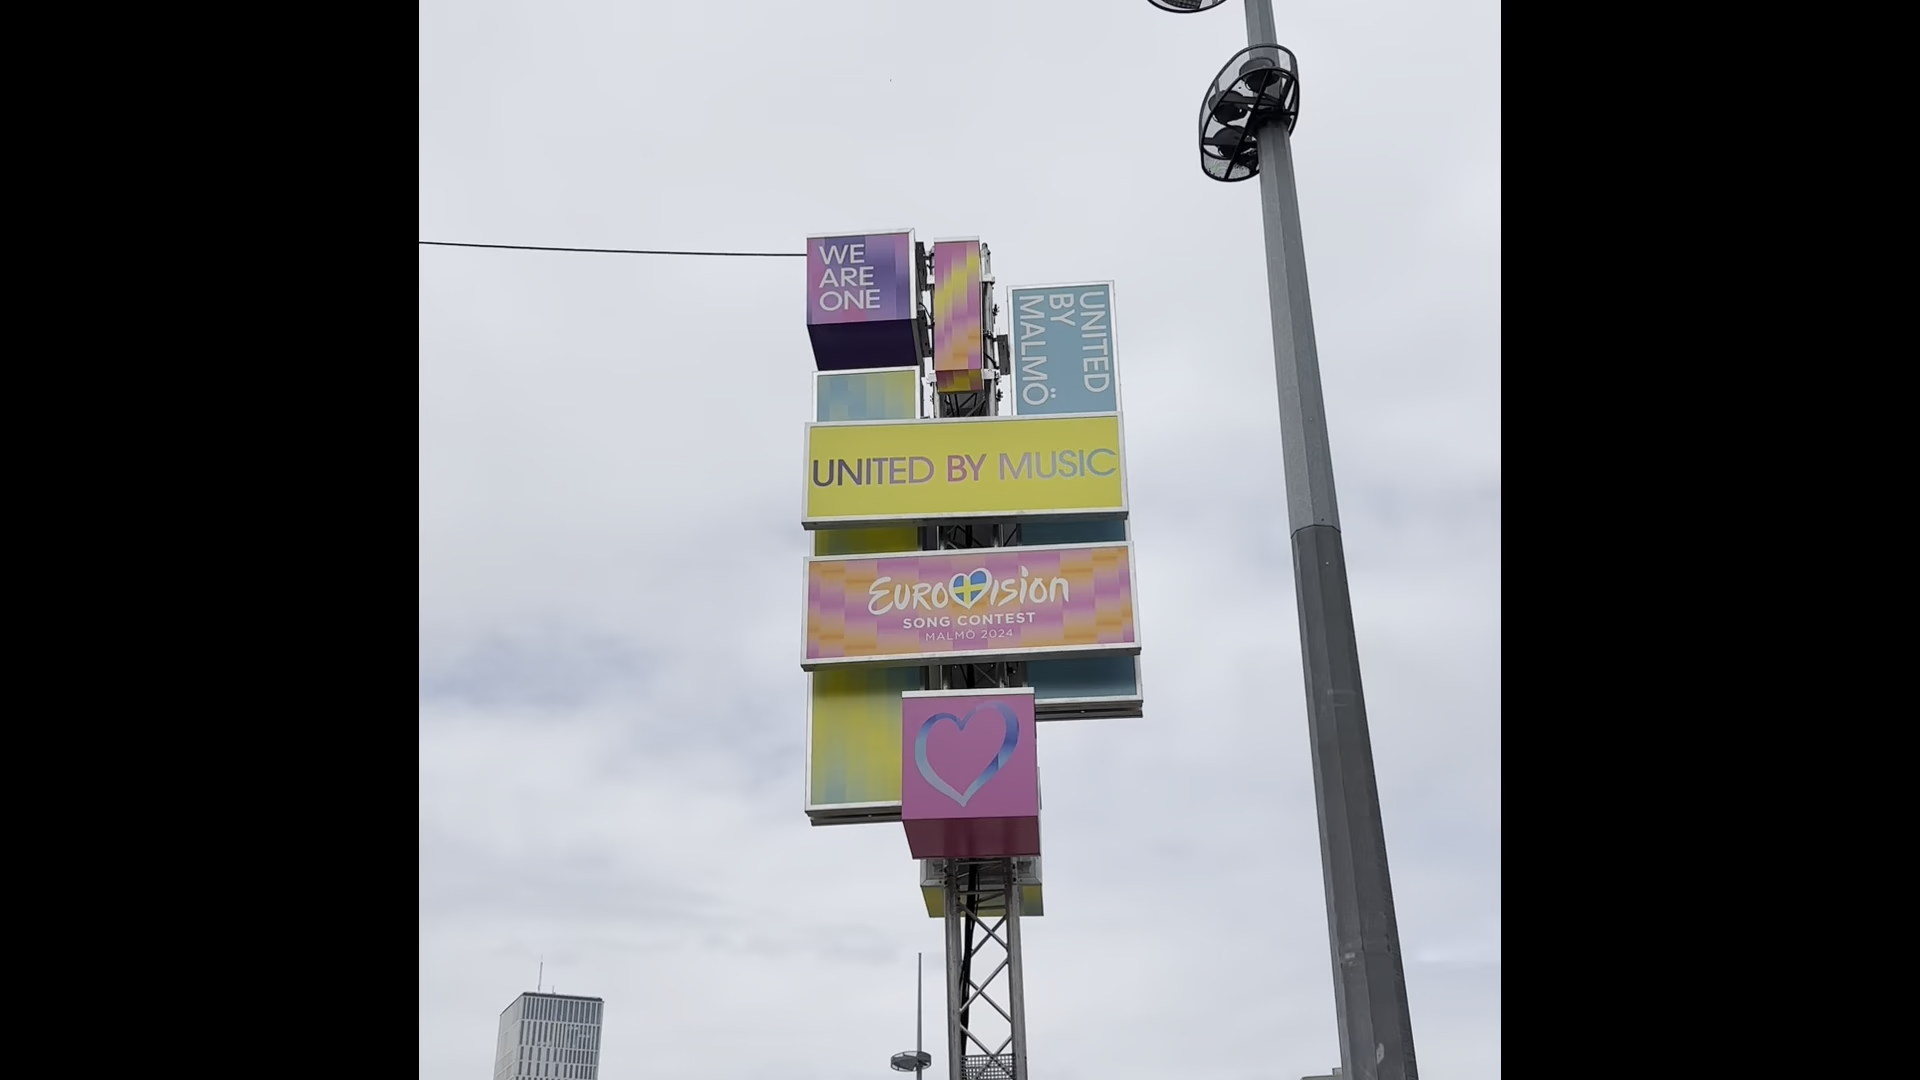 WE
ARE
ONE
UNITED
BY
MALMÖ
UNITED BY MUSIC
EUROVISION
SONG CONTEST
MALMÖ 2024